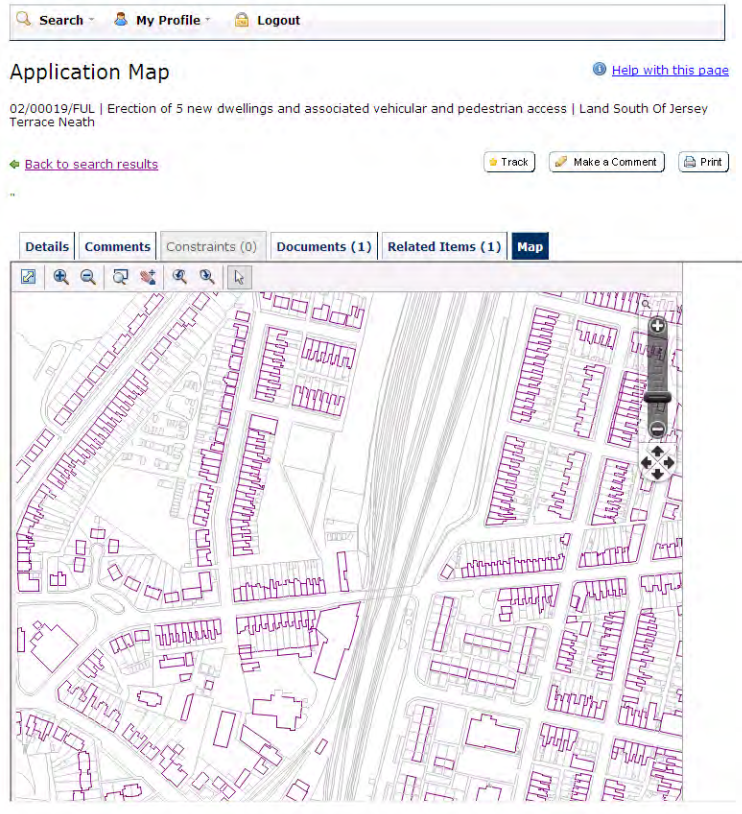 Search My Profile Logout
Application Map
Help with this page
02/00019/FUL | Erection of 5 new dwellings and associated vehicular and pedestrian access | Land South Of Jersey
Terrace Neath
Back to search results
Track Make a Comment Print
"
Details Comments Constraints (0) Documents (1) Related Items (1) Map